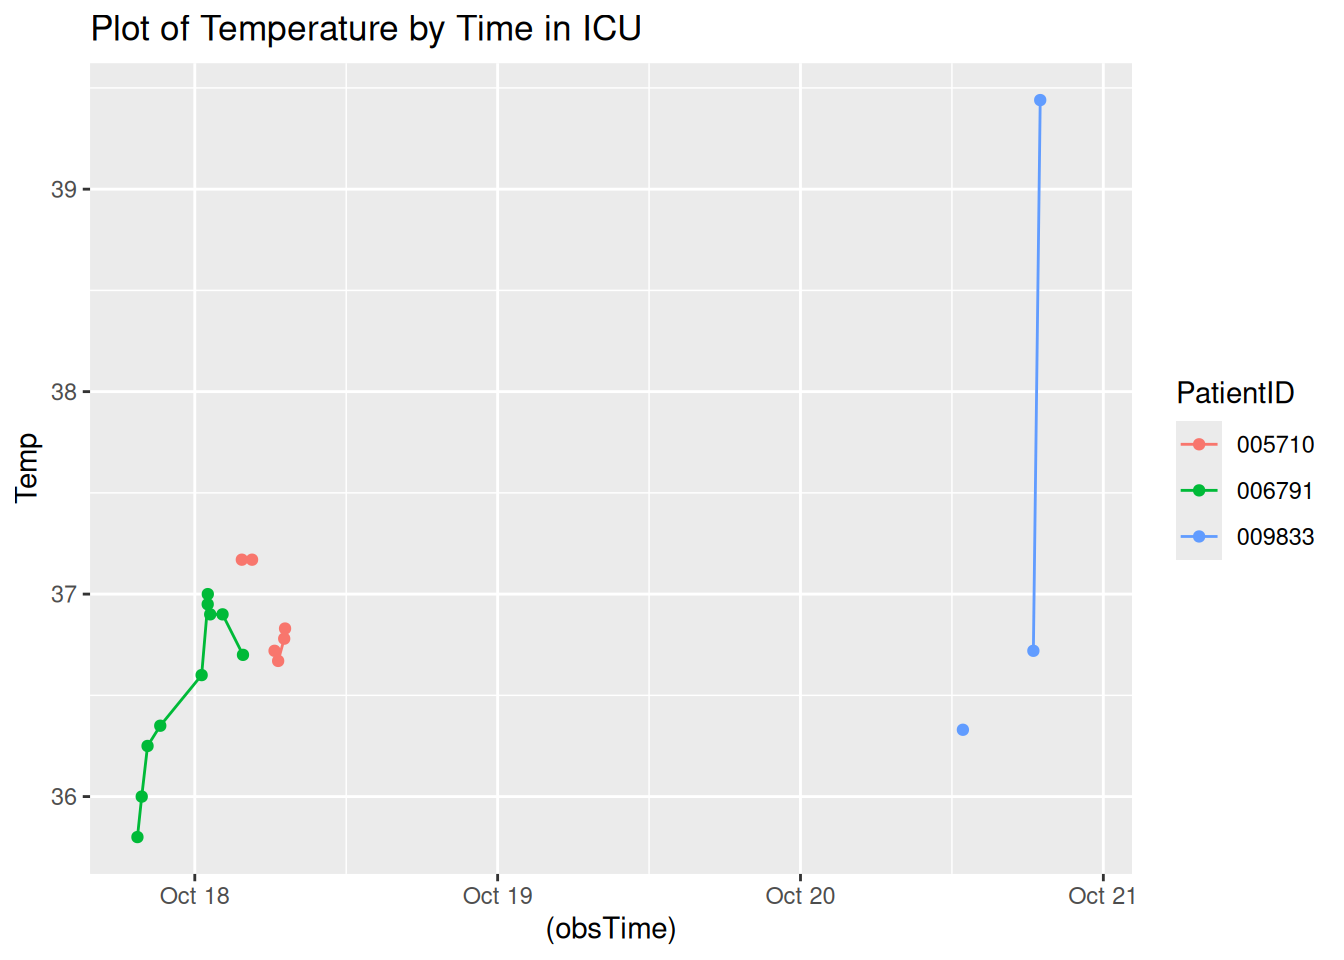 Plot of Temperature by Time in ICU
39
38
37
36
Temp
Oct 18
Oct 19
Oct 20
Oct 21
(obsTime)
PatientID
005710
006791
009833